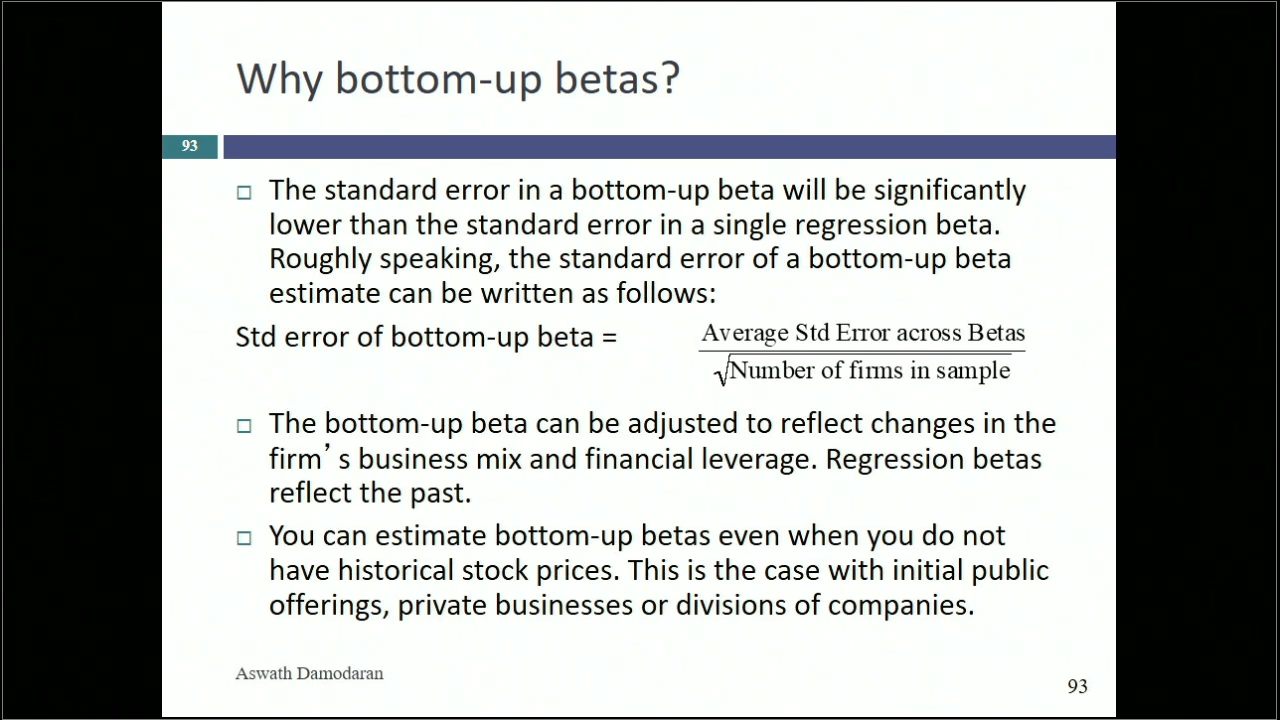 Why bottom-up betas?
93
The standard error in a bottom-up beta will be significantly
lower than the standard error in a single regression beta.
Roughly speaking, the standard error of a bottom-up beta
estimate can be written as follows:
Std error of bottom-up beta =
Average Std Error across Betas
√Number of firms in sample
The bottom-up beta can be adjusted to reflect changes in the
firm’s business mix and financial leverage. Regression betas
reflect the past.
You can estimate bottom-up betas even when you do not
have historical stock prices. This is the case with initial public
offerings, private businesses or divisions of companies.
Aswath Damodaran
93